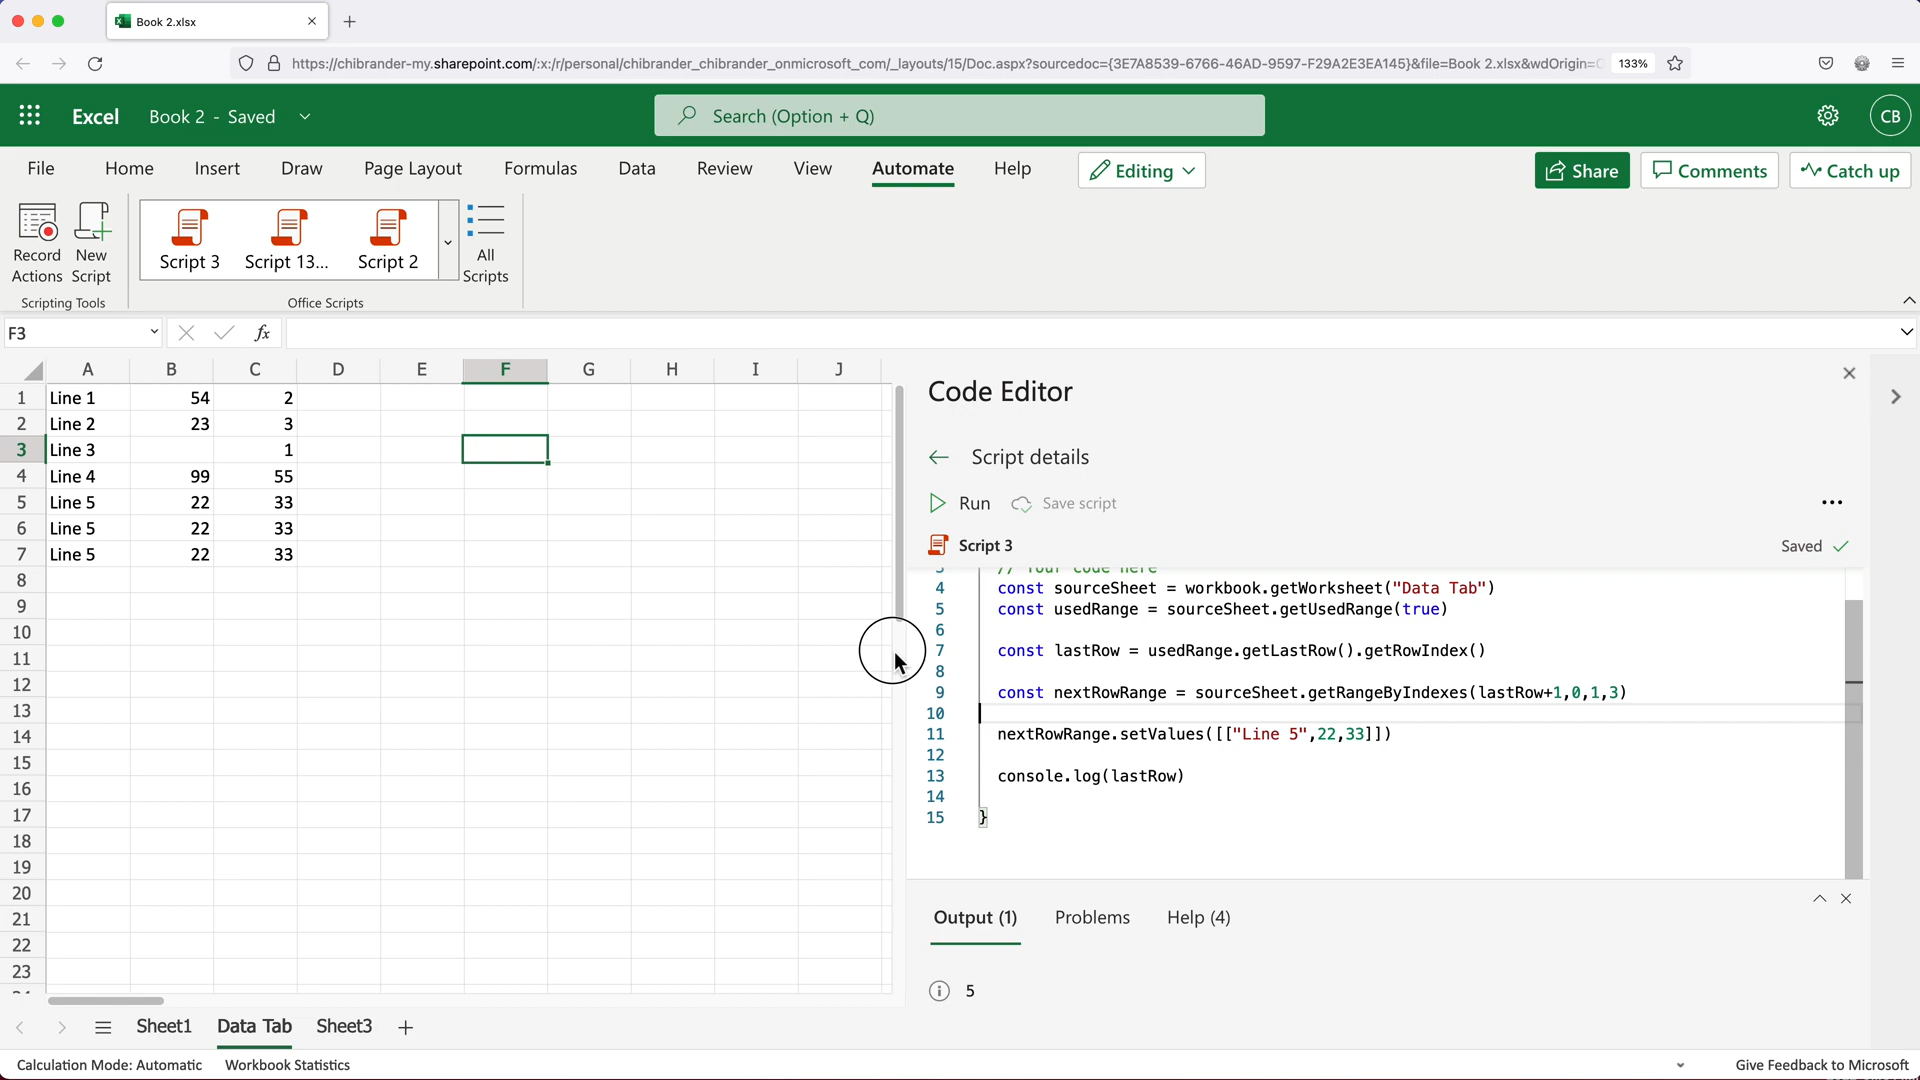 Book 2.xlsx
https://chibrander-my.sharepoint.com/:x:/r/personal/chibrander_chibrander_onmicrosoft_com/_layouts/15/Doc.aspx?sourcedoc={3E7A8539-6766-46AD-9597-F29A2E3EA145}&file=Book 2.xlsx&wdOrigin=
133%
Excel
Book 2 - Saved
Search (Option + Q)
CB
File Home Insert Draw Page Layout Formulas Data Review View Automate Help Editing
Share Comments Catch up
Record Actions
New Script
Script 3 Script 13... Script 2
All Scripts
Scripting Tools
Office Scripts
F3
fx
A B C D E F G H I J
1 Line 1 54 2
2 Line 2 23 3
3 Line 3 1
4 Line 4 99 55
5 Line 5 22 33
6 Line 5 22 33
7 Line 5 22 33
8
9
10
11
12
13
14
15
16
17
18
19
20
21
22
23
Code Editor
Script details
Run Save script
Script 3 Saved
3 // Your code here
4 const sourceSheet = workbook.getWorksheet("Data Tab")
5 const usedRange = sourceSheet.getUsedRange(true)
6
7 const lastRow = usedRange.getLastRow().getRowIndex()
8
9 const nextRowRange = sourceSheet.getRangeByIndexes(lastRow+1,0,1,3)
10
11 nextRowRange.setValues([["Line 5",22,33]])
12
13 console.log(lastRow)
14
15 }
Output (1) Problems Help (4)
5
Sheet1 Data Tab Sheet3
Calculation Mode: Automatic Workbook Statistics
Give Feedback to Microsoft